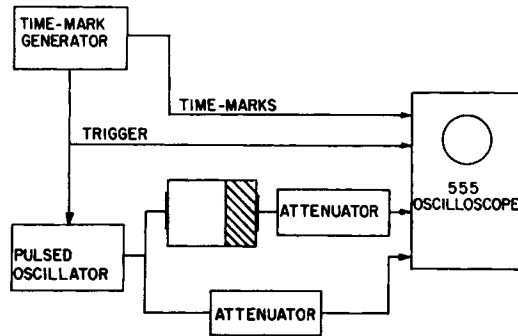 TIME-MARK
GENERATOR
TIME-MARKS
TRIGGER
555
OSCILLOSCOPE
ATTENUATOR
PULSED
OSCILLATOR
ATTENUATOR